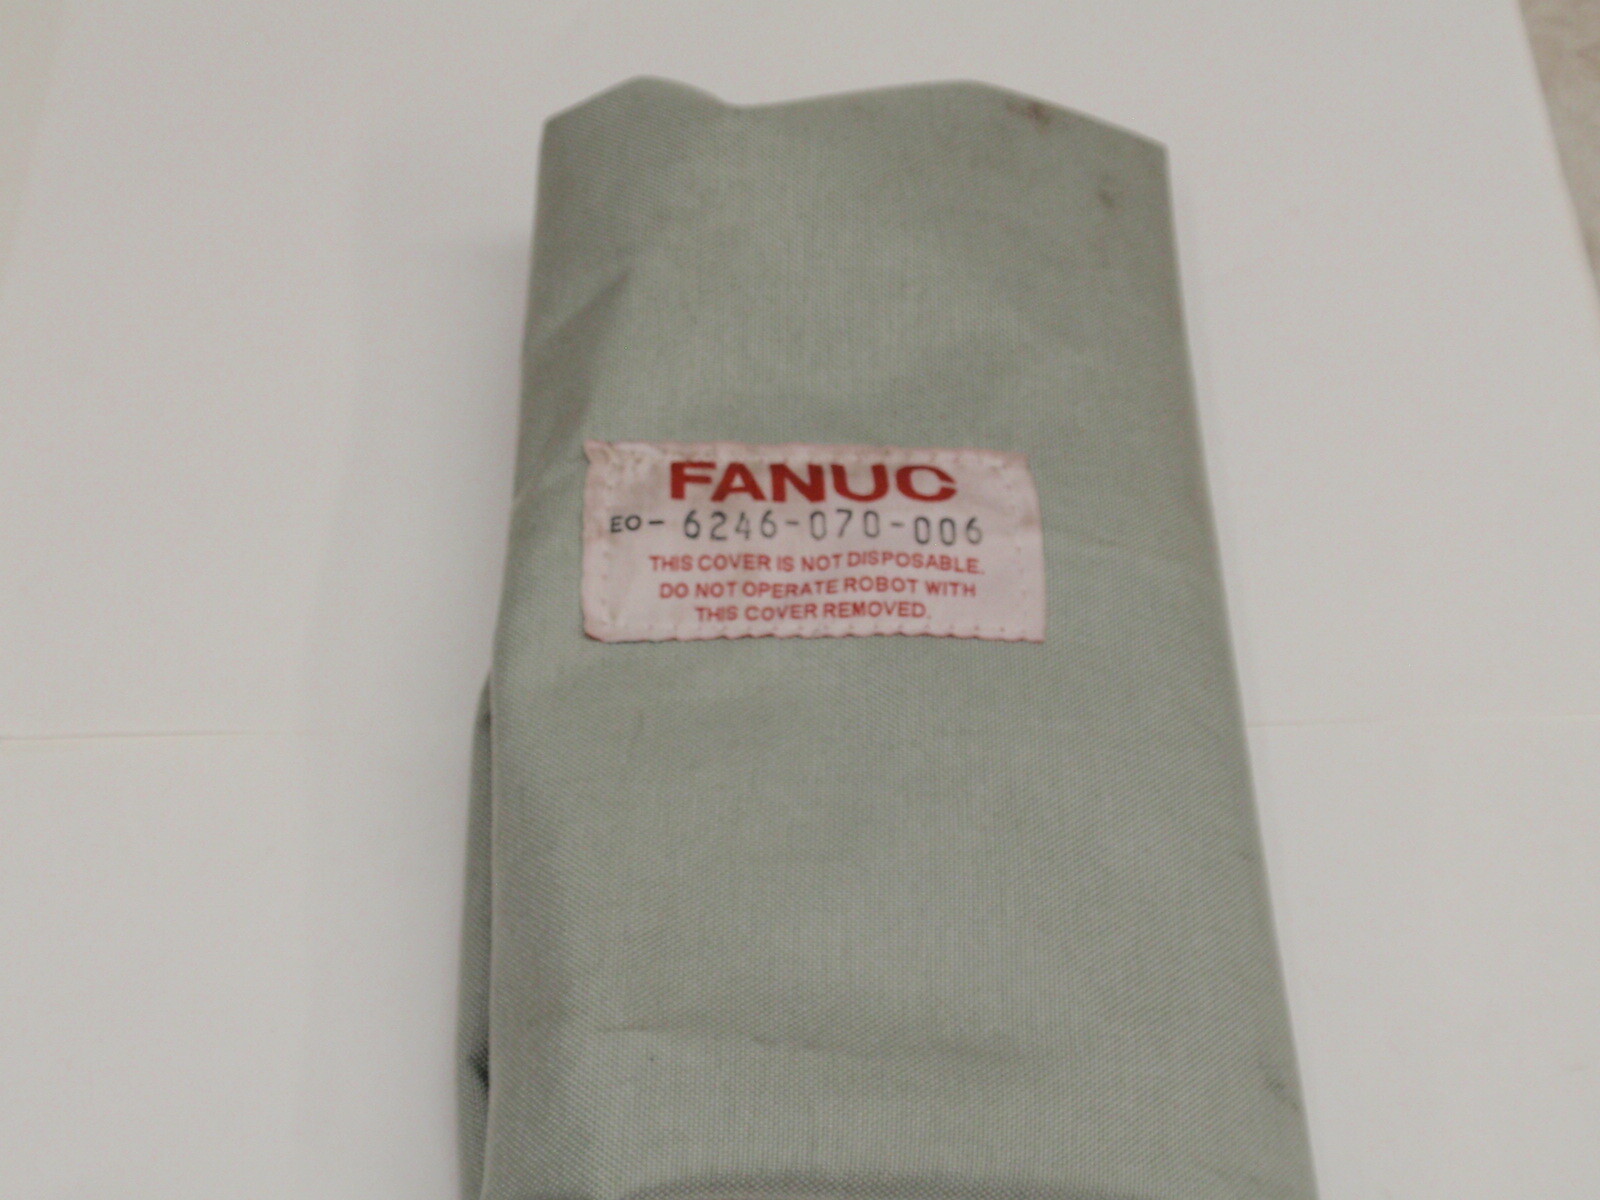 FANUC
EO-6246-070-006
THIS COVER IS NOT DISPOSABLE.
DO NOT OPERATE ROBOT WITH
THIS COVER REMOVED.